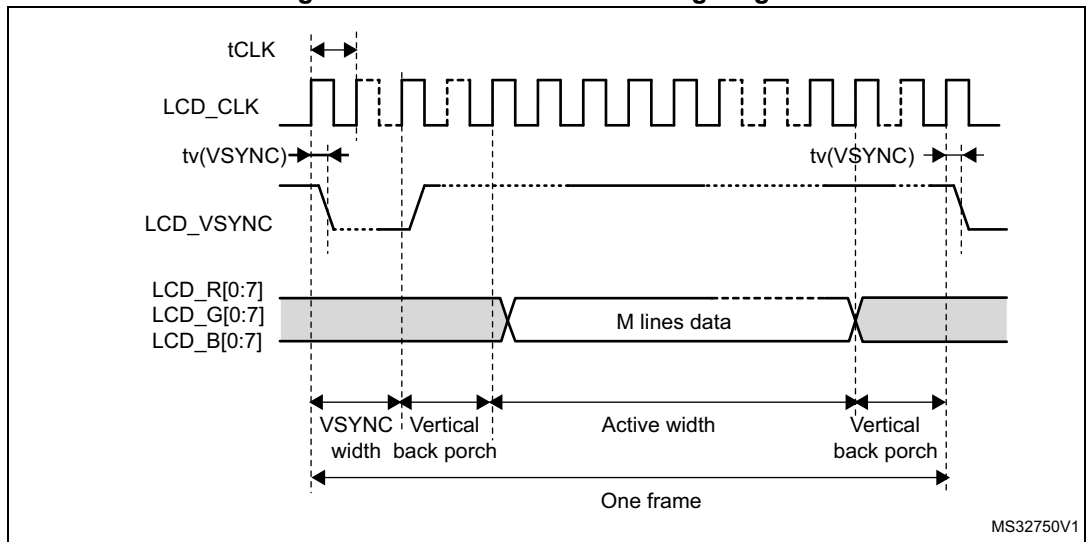 tCLK
LCD_CLK
tv(VSYNC)
tv(VSYNC)
LCD_VSYNC
LCD_R[0:7]
LCD_G[0:7]
LCD_B[0:7]
M lines data
VSYNC width
Vertical back porch
Active width
Vertical back porch
One frame
MS32750V1